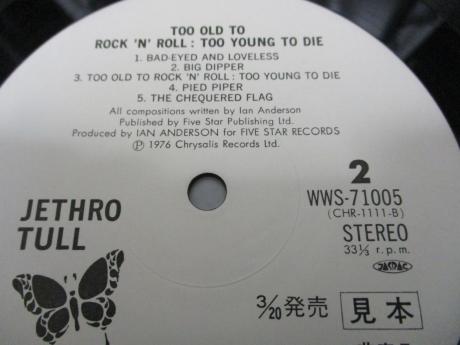 TOO OLD TO
ROCK 'N' ROLL : TOO YOUNG TO DIE
1. BAD-EYED AND LOVELESS
2. BIG DIPPER
3. TOO OLD TO ROCK 'N' ROLL : TOO YOUNG TO DIE
4. PIED PIPER
5. THE CHEQUERED FLAG
All compositions written by Ian Anderson
Published by Five Star Publishing Ltd.
Produced by IAN ANDERSON for FIVE STAR RECORDS
Ⓟ 1976 Chrysalis Records Ltd.
JETHRO
TULL
2
WWS-71005
(CHR-1111-B)
STEREO
33⅓ r.p.m.
JASRAC
3/20 発売
見本